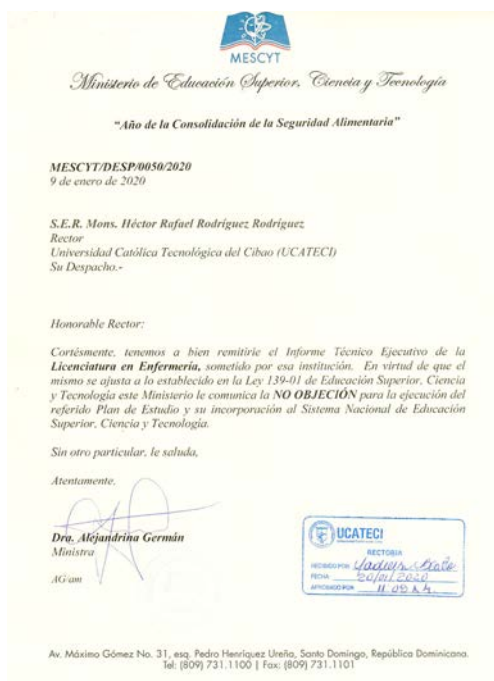 MESCYT
Ministerio de Educación Superior, Ciencia y Tecnología
"Año de la Consolidación de la Seguridad Alimentaria"
MESCYT/DESP/0050/2020
9 de enero de 2020
S.E.R. Mons. Héctor Rafael Rodríguez Rodríguez
Rector
Universidad Católica Tecnológica del Cibao (UCATECI)
Su Despacho.-
Honorable Rector:
Cortésmente, tenemos a bien remitirle el Informe Técnico Ejecutivo de la
Licenciatura en Enfermería, sometido por esa institución. En virtud de que el
mismo se ajusta a lo establecido en la Ley 139-01 de Educación Superior, Ciencia
y Tecnología este Ministerio le comunica la NO OBJECIÓN para la ejecución del
referido Plan de Estudio y su incorporación al Sistema Nacional de Educación
Superior, Ciencia y Tecnología.
Sin otro particular, le saluda,
Atentamente,
Dra. Alejandrina Germán
Ministra
AG/am
UCATECI
RECTORIA
RECIBIDO POR
FECHA 20/01/2020
APROBADO POR 11:09
Av. Máximo Gómez No. 31, esq. Pedro Henríquez Ureña, Santo Domingo, República Dominicana.
Tel: (809) 731.1100 | Fax: (809) 731.1101